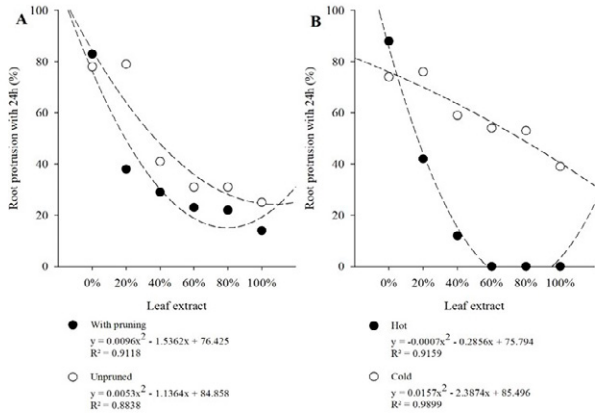 A
Root protrusion with 24h (%)
100
80
60
40
20
0
0% 20% 40% 60% 80% 100%
Leaf extract
With pruning
y = 0.0096x² - 1.5362x + 76.425
R² = 0.9118
Unpruned
y = 0.0053x² - 1.1364x + 84.858
R² = 0.8838
B
Root protrusion with 24h (%)
100
80
60
40
20
0
0% 20% 40% 60% 80% 100%
Leaf extract
Hot
y = -0.0007x² - 0.2856x + 75.794
R² = 0.9159
Cold
y = 0.0157x² - 2.3874x + 85.496
R² = 0.9899